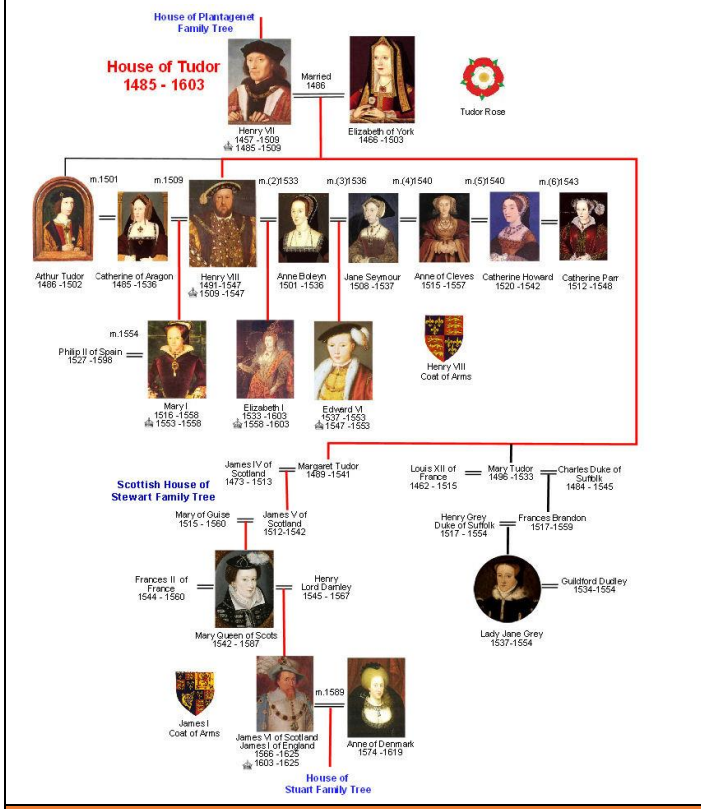 House of Plantagenet
Family Tree
House of Tudor
1485 - 1603
Married
1486
Henry VII
1457 -1509
1485 -1509
Elizabeth of York
1466 -1503
Tudor Rose
m.1501
m.1509
m.(2)1533
m.(3)1536
m.(4)1540
m.(5)1540
m.(6)1543
Arthur Tudor
1486 -1502
Catherine of Aragon
1485 -1536
Henry VIII
1491-1547
1509 -1547
Anne Boleyn
1501 -1536
Jane Seymour
1508 -1537
Anne of Cleves
1515 -1557
Catherine Howard
1520 -1542
Catherine Parr
1512 -1548
m.1554
Philip II of Spain
1527 -1598
Mary I
1516 -1558
1553 -1558
Elizabeth I
1533 -1603
1558 -1603
Edward VI
1537 -1553
1547 -1553
Henry VIII
Coat of Arms
James IV of
Scotland
1473 - 1513
Margaret Tudor
1489 -1541
Louis XII of
France
1462 - 1515
Mary Tudor
1496 -1533
Charles Duke of
Suffolk
1484 - 1545
Scottish House of
Stewart Family Tree
Mary of Guise
1515 - 1560
James V of
Scotland
1512-1542
Henry Grey
Duke of Suffolk
1517 - 1554
Frances Brandon
1517-1559
Frances II of
France
1544 - 1560
Henry
Lord Darnley
1545 - 1567
Mary Queen of Scots
1542 - 1587
Guildford Dudley
1534-1554
Lady Jane Grey
1537-1554
James I
Coat of Arms
m.1589
James VI of Scotland
James I of England
1566 -1625
1603 -1625
Anne of Denmark
1574 -1619
House of
Stuart Family Tree